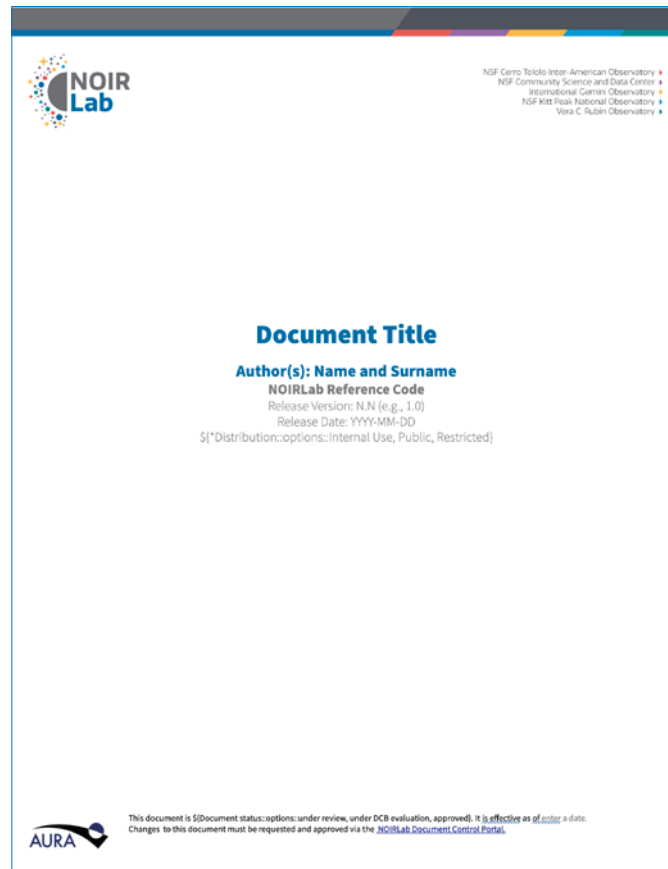 NOIR
Lab
NSF Cerro Tololo Inter-American Observatory
NSF Community Science and Data Center
International Gemini Observatory
NSF Kitt Peak National Observatory
Vera C. Rubin Observatory
Document Title
Author(s): Name and Surname
NOIRLab Reference Code
Release Version: N.N (e.g., 1.0)
Release Date: YYYY-MM-DD
${*Distribution::options::Internal Use, Public, Restricted}
This document is ${Document status::options::under review, under DCB evaluation, approved}. It is effective as of enter a date.
Changes to this document must be requested and approved via the NOIRLab Document Control Portal.
AURA